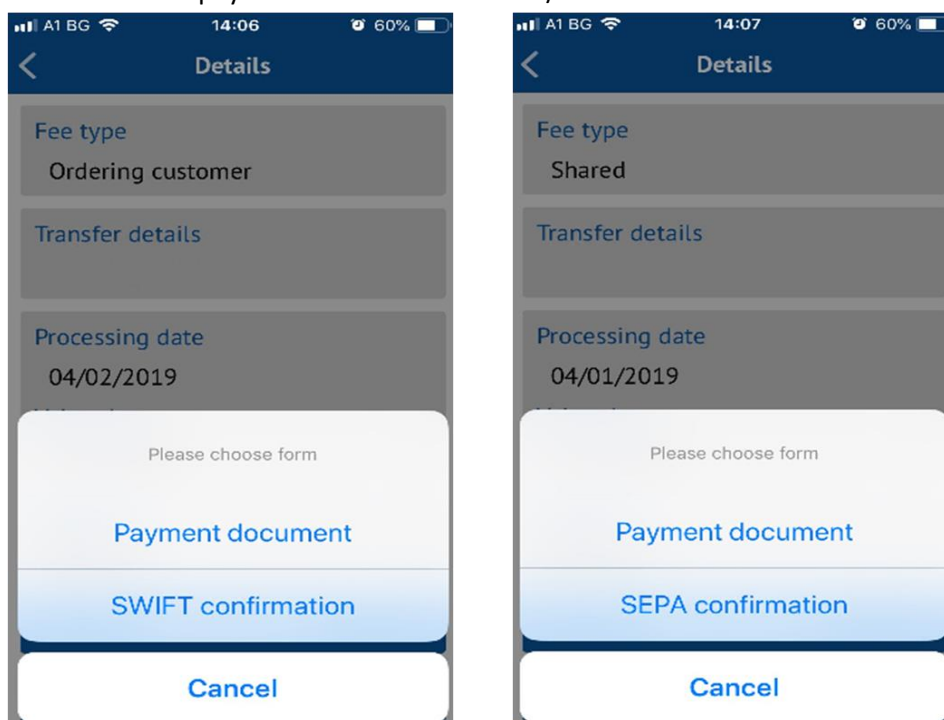 A1 BG 14:06 60%
Details
Fee type
Ordering customer
Transfer details
Processing date
04/02/2019
Please choose form
Payment document
SWIFT confirmation
Cancel
A1 BG 14:07 60%
Details
Fee type
Shared
Transfer details
Processing date
04/01/2019
Please choose form
Payment document
SEPA confirmation
Cancel